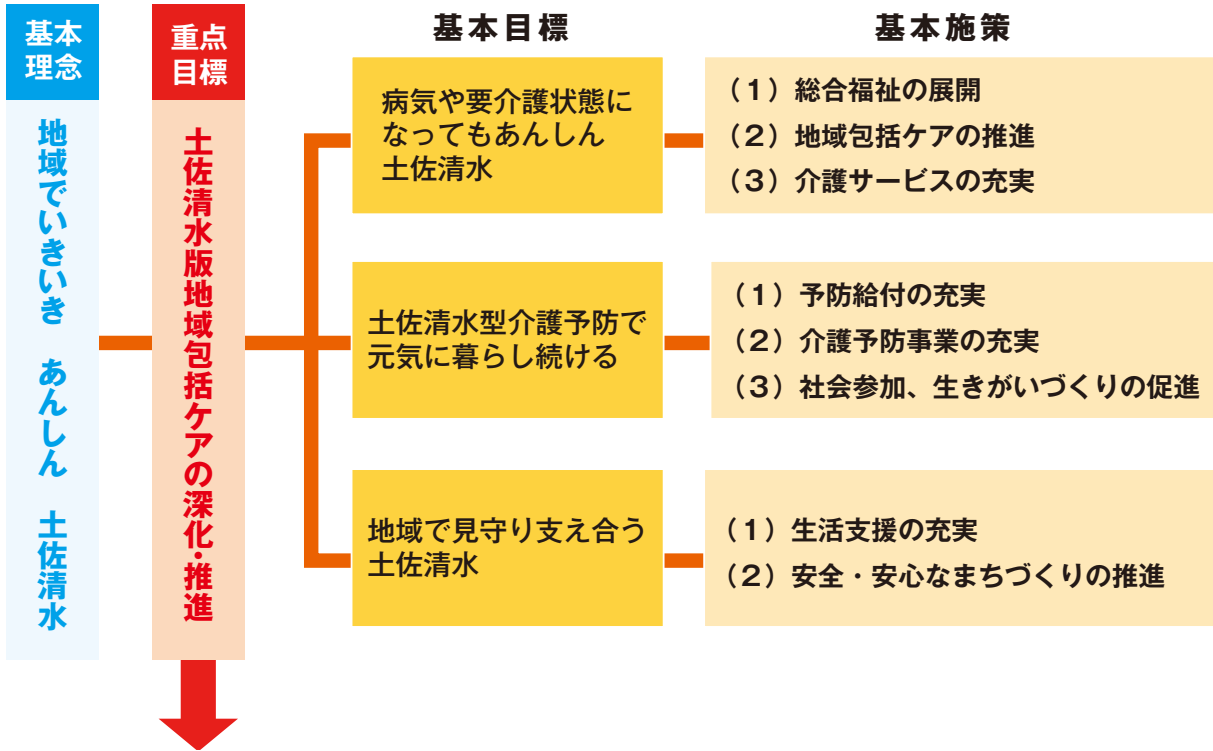 基本
理念
地域でいきいき　あんしん　土佐清水
重点
目標
土佐清水版地域包括ケアの深化・推進
基本目標
基本施策
病気や要介護状態に
なってもあんしん
土佐清水
（１）総合福祉の展開
（２）地域包括ケアの推進
（３）介護サービスの充実
土佐清水型介護予防で
元気に暮らし続ける
（１）予防給付の充実
（２）介護予防事業の充実
（３）社会参加、生きがいづくりの促進
地域で見守り支え合う
土佐清水
（１）生活支援の充実
（２）安全・安心なまちづくりの推進